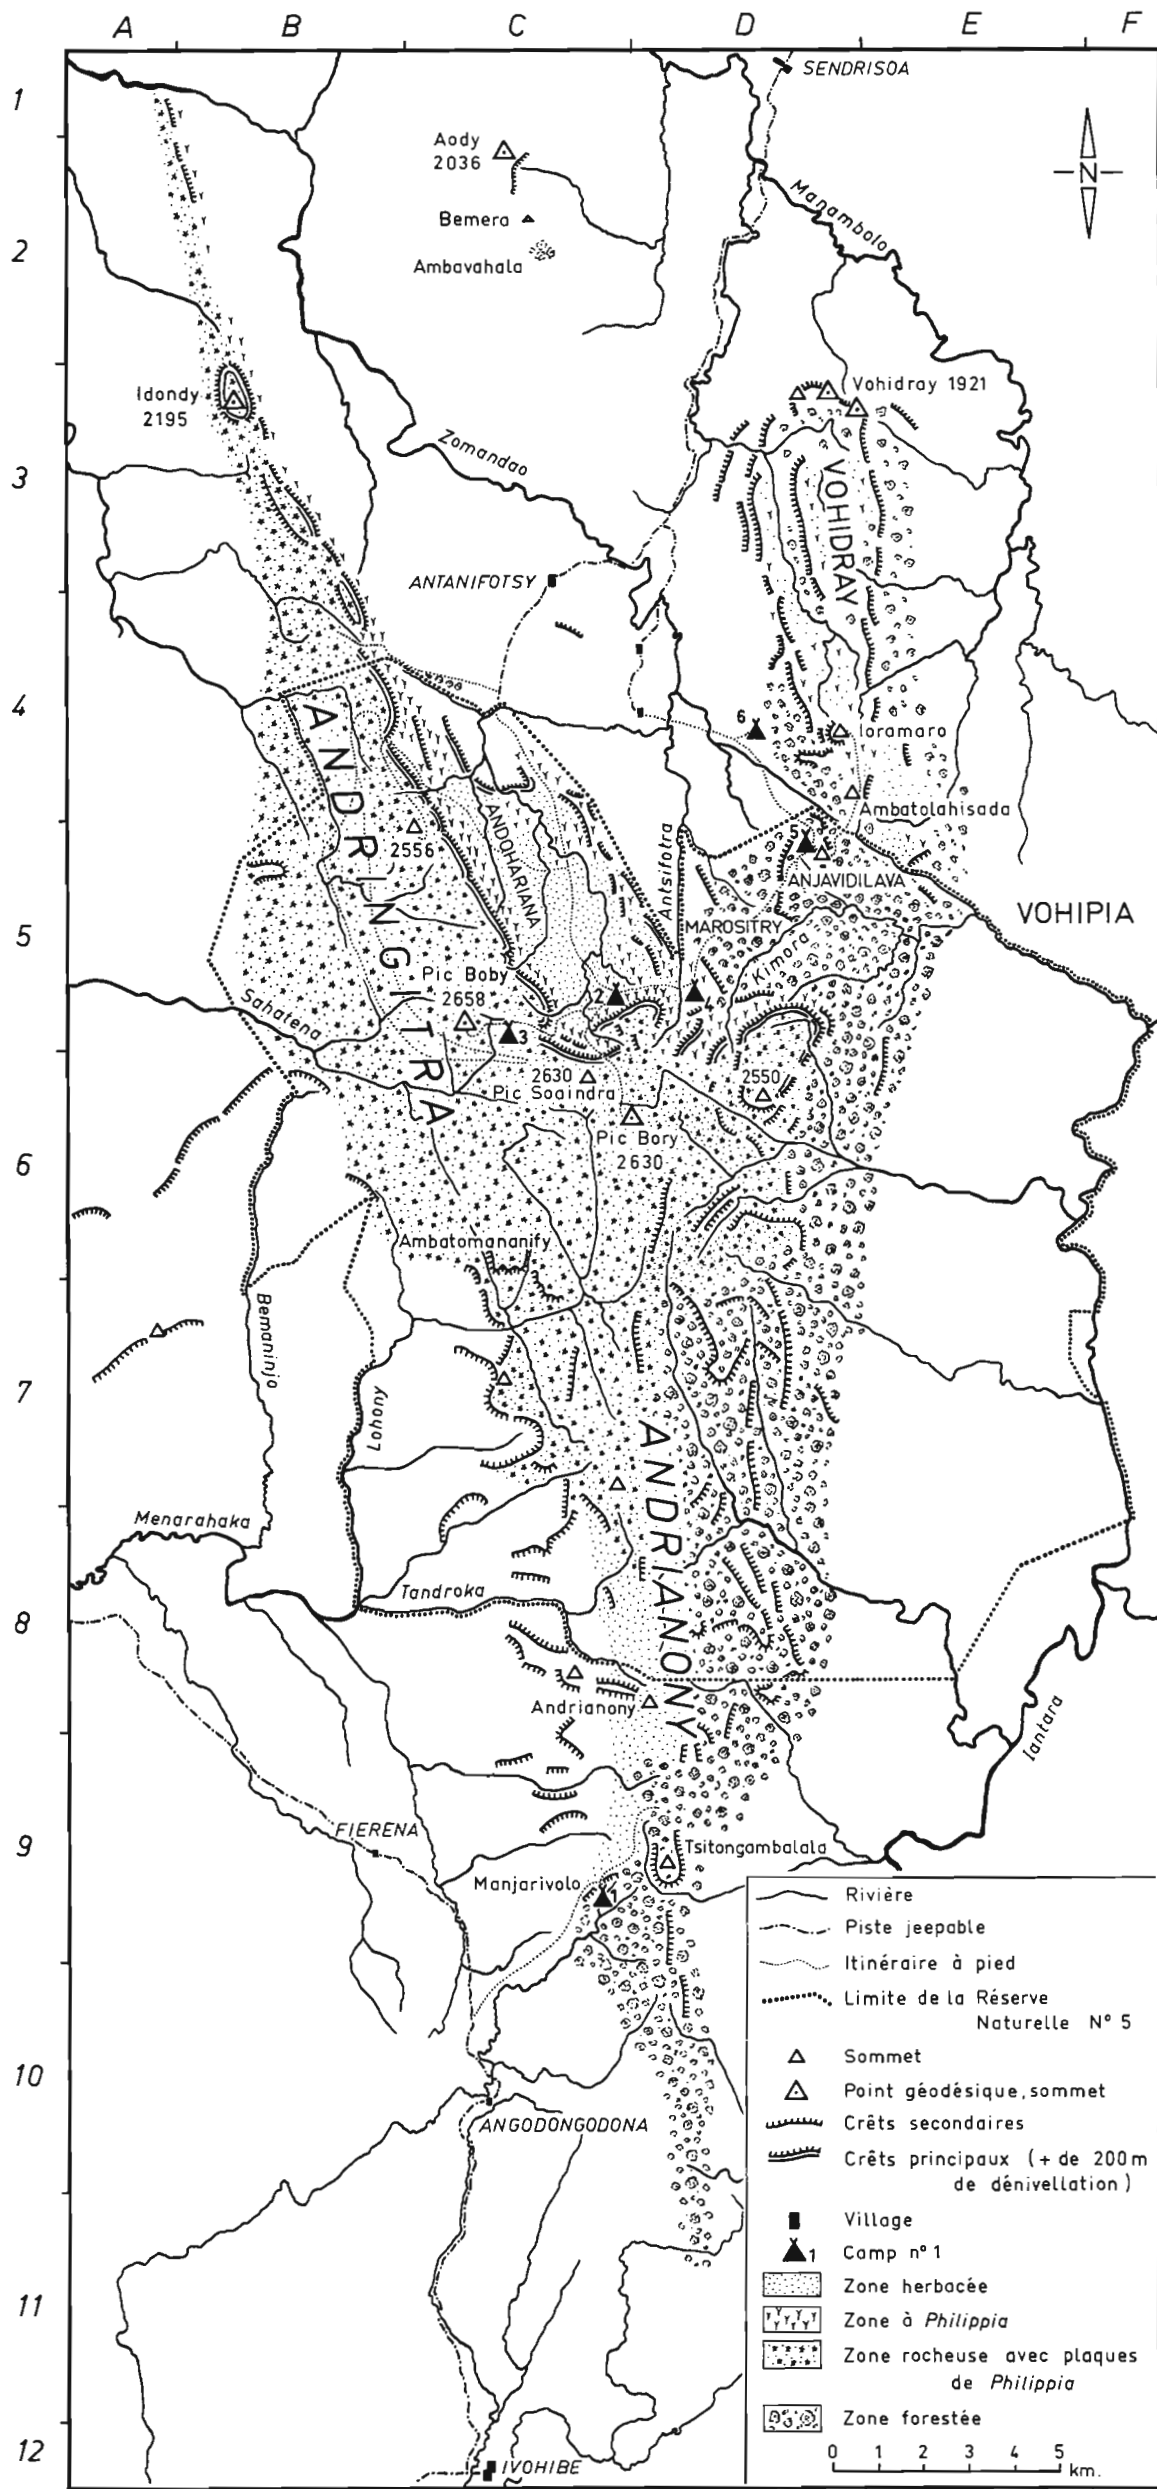 A B C D E F
1
SENDRISOA
Aody
2036
N
Manambolo
Bemera
2
Ambavahala
Idondy
2195
Vohidray 1921
Zomandao
3
VOHIDRAY
ANTANIFOTSY
4
6
Ioramaro
ANDRINGITRA
Ambatolahisada
ANDOHARIANA
2556
Antsifotra
5
ANJAVIDILAVA
VOHIPIA
MAROSITRY
5
Kimora
Pic Boby
2658
2
4
Sahatena
3
2630
Pic Soaindra
2550
Pic Bory
2630
6
Ambatomananify
Bemaninja
7
Lohony
ANDRIANONY
Menarahaka
Tandroka
8
Andrianony
Iantara
FIERENA
9
Tsitongambalala
Manjarivolo
1
10
ANGODONGODONA
11
12
IVOHIBE
Rivière
Piste jeepable
Itinéraire à pied
Limite de la Réserve
Naturelle N° 5
Sommet
Point géodésique, sommet
Crêts secondaires
Crêts principaux (+ de 200m
de dénivellation)
Village
1 Camp n° 1
Zone herbacée
Zone à Philippia
Zone rocheuse avec plaques
de Philippia
Zone forestée
0 1 2 3 4 5
km.